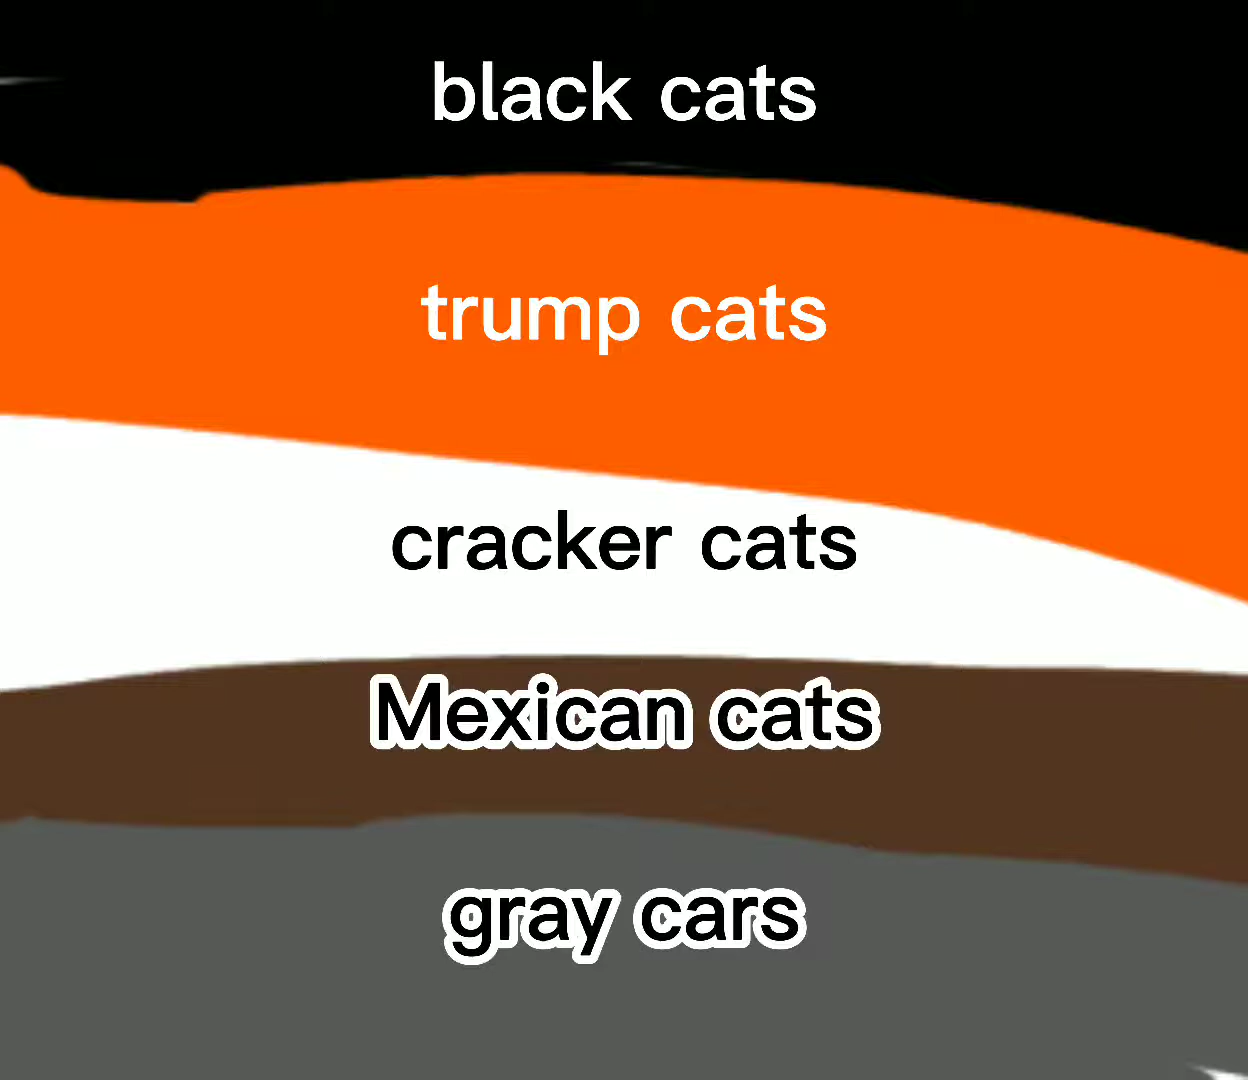 black cats
trump cats
cracker cats
Mexican cats
gray cars